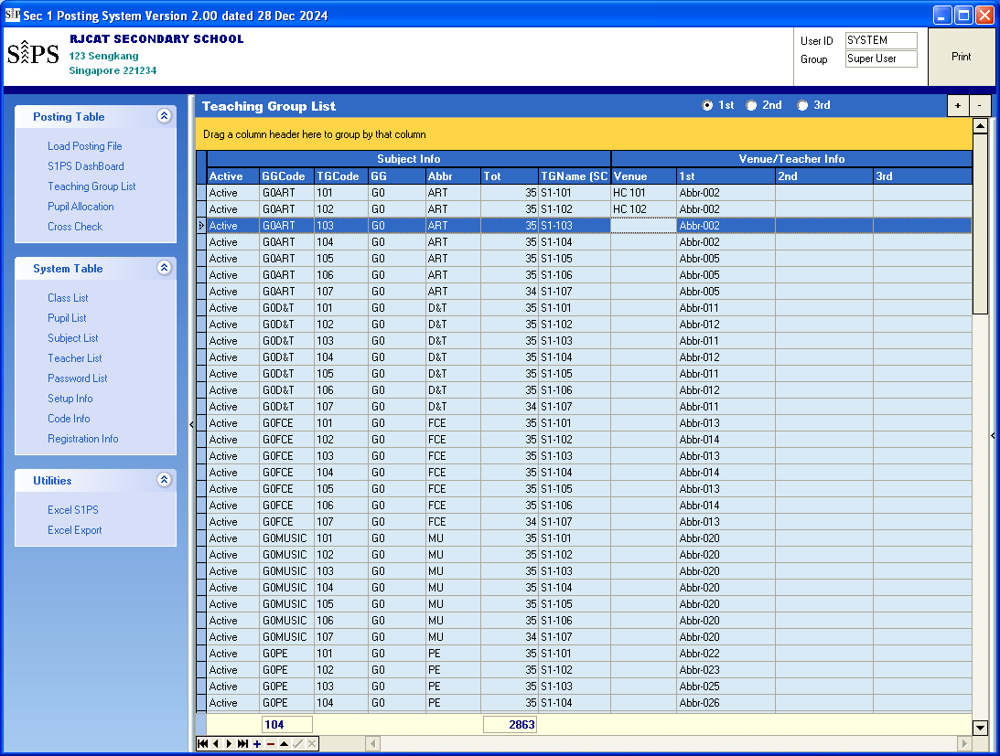 S1PS Sec 1 Posting System Version 2.00 dated 28 Dec 2024
S1PS
RJCAT SECONDARY SCHOOL
123 Sengkang
Singapore 221234
User ID SYSTEM
Group Super User
Print
Posting Table
Load Posting File
S1PS DashBoard
Teaching Group List
Pupil Allocation
Cross Check
System Table
Class List
Pupil List
Subject List
Teacher List
Password List
Setup Info
Code Info
Registration Info
Utilities
Excel S1PS
Excel Export
Teaching Group List 1st 2nd 3rd + -
Drag a column header here to group by that column
Subject Info Venue/Teacher Info
Active GGCode TGCode GG Abbr Tot TGName (SC Venue 1st 2nd 3rd
Active G0ART 101 G0 ART 35 S1-101 HC 101 Abbr-002
Active G0ART 102 G0 ART 35 S1-102 HC 102 Abbr-002
Active G0ART 103 G0 ART 35 S1-103 Abbr-002
Active G0ART 104 G0 ART 35 S1-104 Abbr-002
Active G0ART 105 G0 ART 35 S1-105 Abbr-005
Active G0ART 106 G0 ART 35 S1-106 Abbr-005
Active G0ART 107 G0 ART 34 S1-107 Abbr-005
Active G0D&T 101 G0 D&T 35 S1-101 Abbr-011
Active G0D&T 102 G0 D&T 35 S1-102 Abbr-012
Active G0D&T 103 G0 D&T 35 S1-103 Abbr-011
Active G0D&T 104 G0 D&T 35 S1-104 Abbr-012
Active G0D&T 105 G0 D&T 35 S1-105 Abbr-011
Active G0D&T 106 G0 D&T 35 S1-106 Abbr-012
Active G0D&T 107 G0 D&T 34 S1-107 Abbr-011
Active G0FCE 101 G0 FCE 35 S1-101 Abbr-013
Active G0FCE 102 G0 FCE 35 S1-102 Abbr-014
Active G0FCE 103 G0 FCE 35 S1-103 Abbr-013
Active G0FCE 104 G0 FCE 35 S1-104 Abbr-014
Active G0FCE 105 G0 FCE 35 S1-105 Abbr-013
Active G0FCE 106 G0 FCE 35 S1-106 Abbr-014
Active G0FCE 107 G0 FCE 34 S1-107 Abbr-013
Active G0MUSIC 101 G0 MU 35 S1-101 Abbr-020
Active G0MUSIC 102 G0 MU 35 S1-102 Abbr-020
Active G0MUSIC 103 G0 MU 35 S1-103 Abbr-020
Active G0MUSIC 104 G0 MU 35 S1-104 Abbr-020
Active G0MUSIC 105 G0 MU 35 S1-105 Abbr-020
Active G0MUSIC 106 G0 MU 35 S1-106 Abbr-020
Active G0MUSIC 107 G0 MU 34 S1-107 Abbr-020
Active G0PE 101 G0 PE 35 S1-101 Abbr-022
Active G0PE 102 G0 PE 35 S1-102 Abbr-023
Active G0PE 103 G0 PE 35 S1-103 Abbr-025
Active G0PE 104 G0 PE 35 S1-104 Abbr-026
104 2863